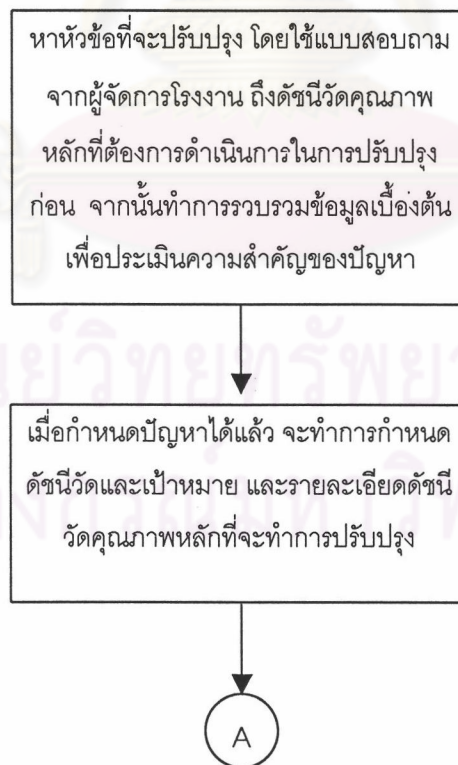 หาหัวข้อที่จะปรับปรุง โดยใช้แบบสอบถาม
จากผู้จัดการโรงงาน ถึงดัชนีวัดคุณภาพ
หลักที่ต้องการดำเนินการในการปรับปรุง
ก่อน จากนั้นทำการรวบรวมข้อมูลเบื้องต้น
เพื่อประเมินความสำคัญของปัญหา
เมื่อกำหนดปัญหาได้แล้ว จะทำการกำหนด
ดัชนีวัดและเป้าหมาย และรายละเอียดดัชนี
วัดคุณภาพหลักที่จะทำการปรับปรุง
A